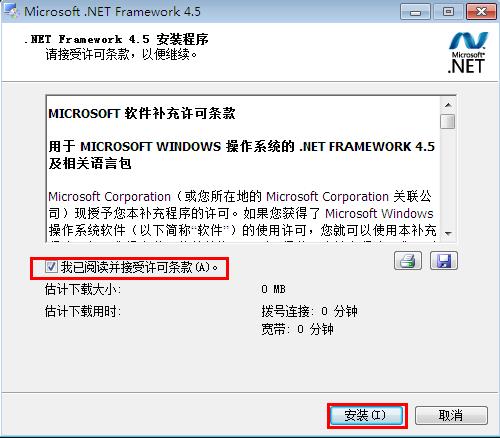 Microsoft .NET Framework 4.5
.NET Framework 4.5 安装程序
请接受许可条款,以便继续。
Microsoft®
.NET
MICROSOFT 软件补充许可条款
用于 MICROSOFT WINDOWS 操作系统的 .NET FRAMEWORK 4.5
及相关语言包
Microsoft Corporation(或您所在地的 Microsoft Corporation 关联公
司)现授予您本补充程序的许可。如果您获得了 Microsoft Windows
操作系统软件(以下简称“软件”)的使用许可,您就可以使用本补充
我已阅读并接受许可条款(A)。
估计下载大小: 0 MB
估计下载用时: 拨号连接: 0 分钟
宽带: 0 分钟
安装(I) 取消